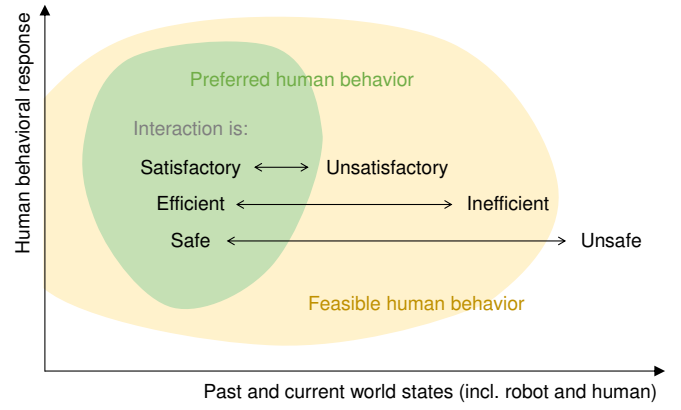 Human behavioral response
Preferred human behavior
Interaction is:
Satisfactory Unsatisfactory
Efficient Inefficient
Safe Unsafe
Feasible human behavior
Past and current world states (incl. robot and human)